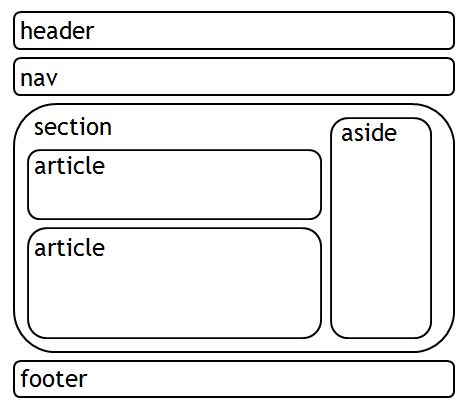 header
nav
section
article
article
aside
footer